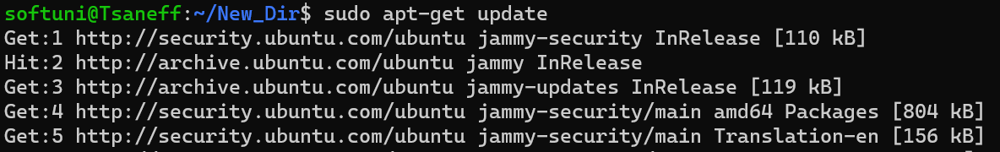 softuni@Tsaneff:~/New_Dir$ sudo apt-get update
Get:1 http://security.ubuntu.com/ubuntu jammy-security InRelease [110 kB]
Hit:2 http://archive.ubuntu.com/ubuntu jammy InRelease
Get:3 http://archive.ubuntu.com/ubuntu jammy-updates InRelease [119 kB]
Get:4 http://security.ubuntu.com/ubuntu jammy-security/main amd64 Packages [804 kB]
Get:5 http://security.ubuntu.com/ubuntu jammy-security/main Translation-en [156 kB]